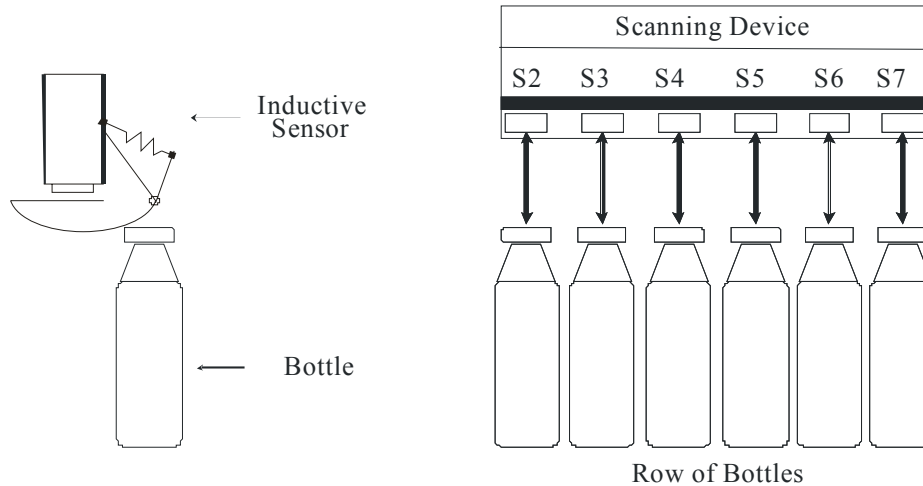 Scanning Device
S2 S3 S4 S5 S6 S7
Inductive
Sensor
Bottle
Row of Bottles